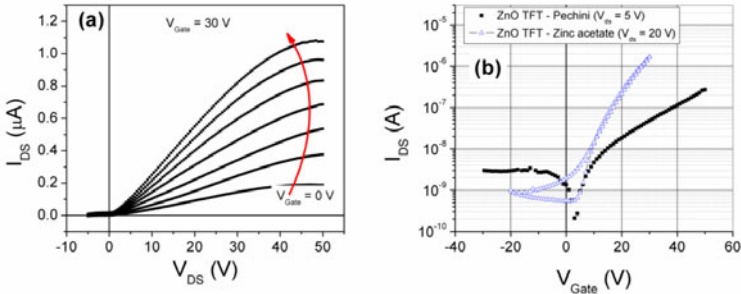 (a)
V_Gate = 30 V
V_Gate = 0 V
I_DS (µA)
1.2
1.0
0.8
0.6
0.4
0.2
0.0
-10 0 10 20 30 40 50 60
V_DS (V)
ZnO TFT - Pechini (V_ds = 5 V)
ZnO TFT - Zinc acetate (V_ds = 20 V)
(b)
I_DS (A)
10^-5
10^-6
10^-7
10^-8
10^-9
10^-10
-40 -20 0 20 40 60
V_Gate (V)